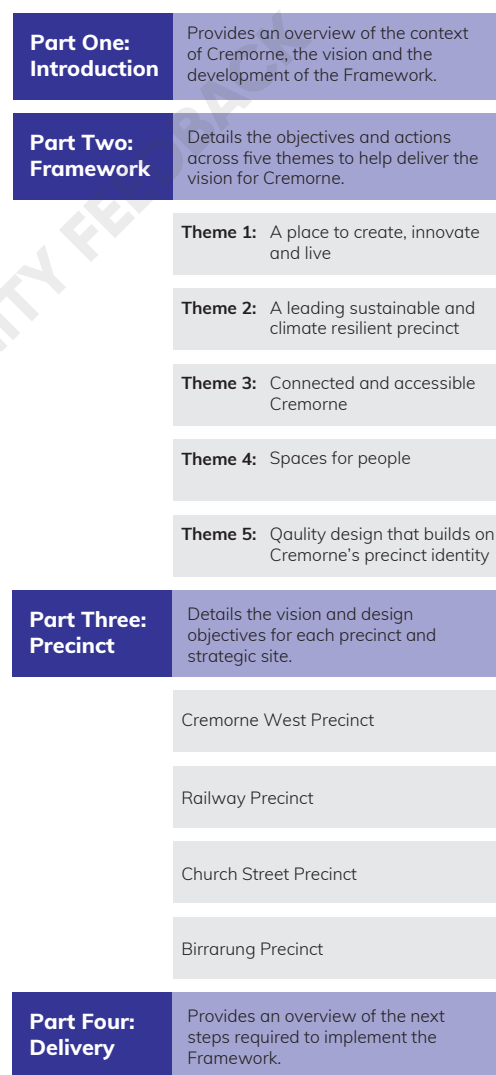 Part One:
Introduction
Provides an overview of the context
of Cremorne, the vision and the
development of the Framework.
Part Two:
Framework
Details the objectives and actions
across five themes to help deliver the
vision for Cremorne.
Theme 1: A place to create, innovate
and live
Theme 2: A leading sustainable and
climate resilient precinct
Theme 3: Connected and accessible
Cremorne
Theme 4: Spaces for people
Theme 5: Qaulity design that builds on
Cremorne’s precinct identity
Part Three:
Precinct
Details the vision and design
objectives for each precinct and
strategic site.
Cremorne West Precinct
Railway Precinct
Church Street Precinct
Birrarung Precinct
Part Four:
Delivery
Provides an overview of the next
steps required to implement the
Framework.
FEEDBACK